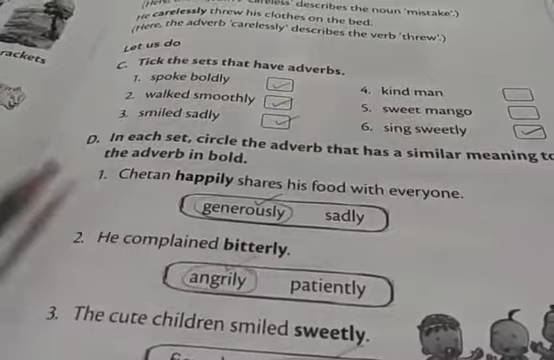 describes the noun 'mistake'.)
He carelessly threw his clothes on the bed.
(Here, the adverb 'carelessly' describes the verb 'threw'.)
Let us do
rackets
C. Tick the sets that have adverbs.
1. spoke boldly
2. walked smoothly
3. smiled sadly
4. kind man
5. sweet mango
6. sing sweetly
D. In each set, circle the adverb that has a similar meaning to
the adverb in bold.
1. Chetan happily shares his food with everyone.
generously sadly
2. He complained bitterly.
angrily patiently
3. The cute children smiled sweetly.